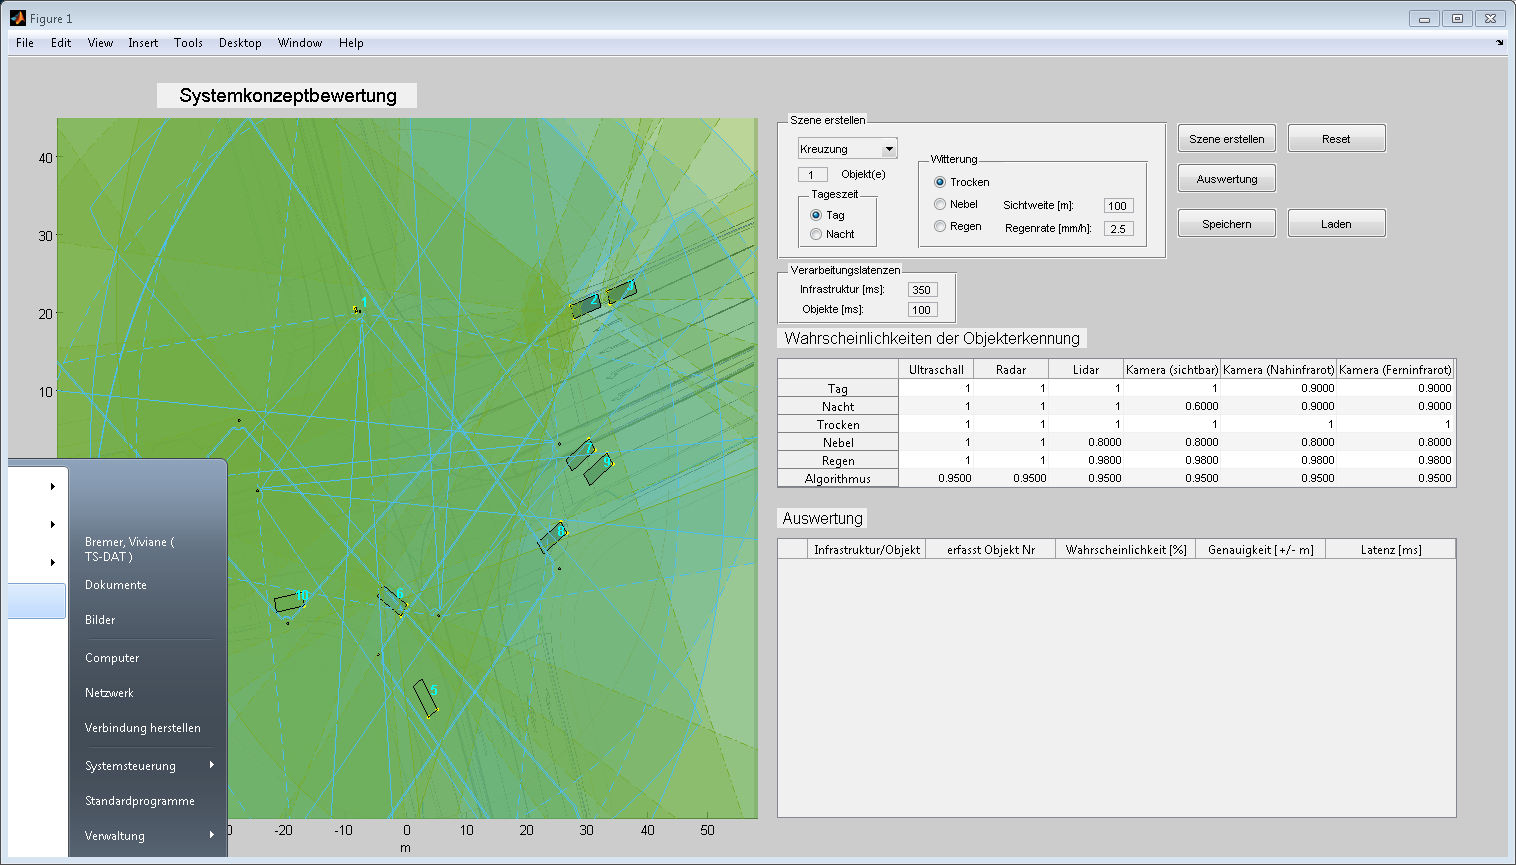 Figure 1
File Edit View Insert Tools Desktop Window Help
Systemkonzeptbewertung
40
30
20
10
1
2
7
9
8
10
6
5
-20 -10 0 10 20 30 40 50
m
Bremer, Viviane (
TS-DAT )
Dokumente
Bilder
Computer
Netzwerk
Verbindung herstellen
Systemsteuerung
Standardprogramme
Verwaltung
Szene erstellen
Kreuzung
1 Objekt(e)
Tageszeit
Tag
Nacht
Witterung
Trocken
Nebel Sichtweite [m]: 100
Regen Regenrate [mm/h]: 2.5
Szene erstellen Reset
Auswertung
Speichern Laden
Verarbeitungslatenzen
Infrastruktur [ms]: 350
Objekte [ms]: 100
Wahrscheinlichkeiten der Objekterkennung
Ultraschall Radar Lidar Kamera (sichtbar) Kamera (Nahinfrarot) Kamera (Ferninfrarot)
Tag 1 1 1 1 0.9000 0.9000
Nacht 1 1 1 0.6000 0.9000 0.9000
Trocken 1 1 1 1 1 1
Nebel 1 1 0.8000 0.8000 0.8000 0.8000
Regen 1 1 0.9800 0.9800 0.9800 0.9800
Algorithmus 0.9500 0.9500 0.9500 0.9500 0.9500 0.9500
Auswertung
Infrastruktur/Objekt erfasst Objekt Nr Wahrscheinlichkeit [%] Genauigkeit [ +/- m] Latenz [ms]